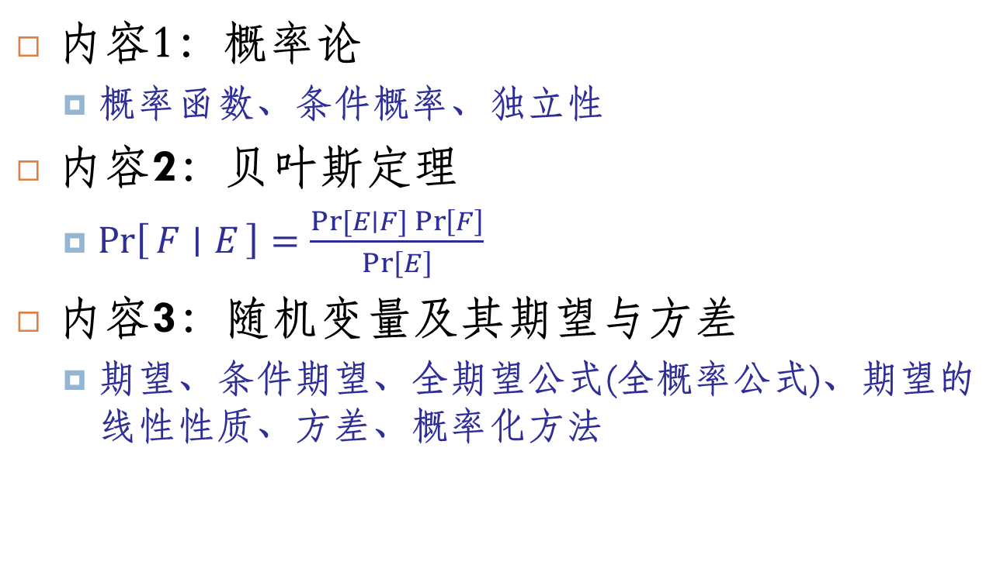 内容1：概率论
概率函数、条件概率、独立性
内容2：贝叶斯定理
Pr[ F | E ] = Pr[E|F] Pr[F] / Pr[E]
内容3：随机变量及其期望与方差
期望、条件期望、全期望公式(全概率公式)、期望的
线性性质、方差、概率化方法